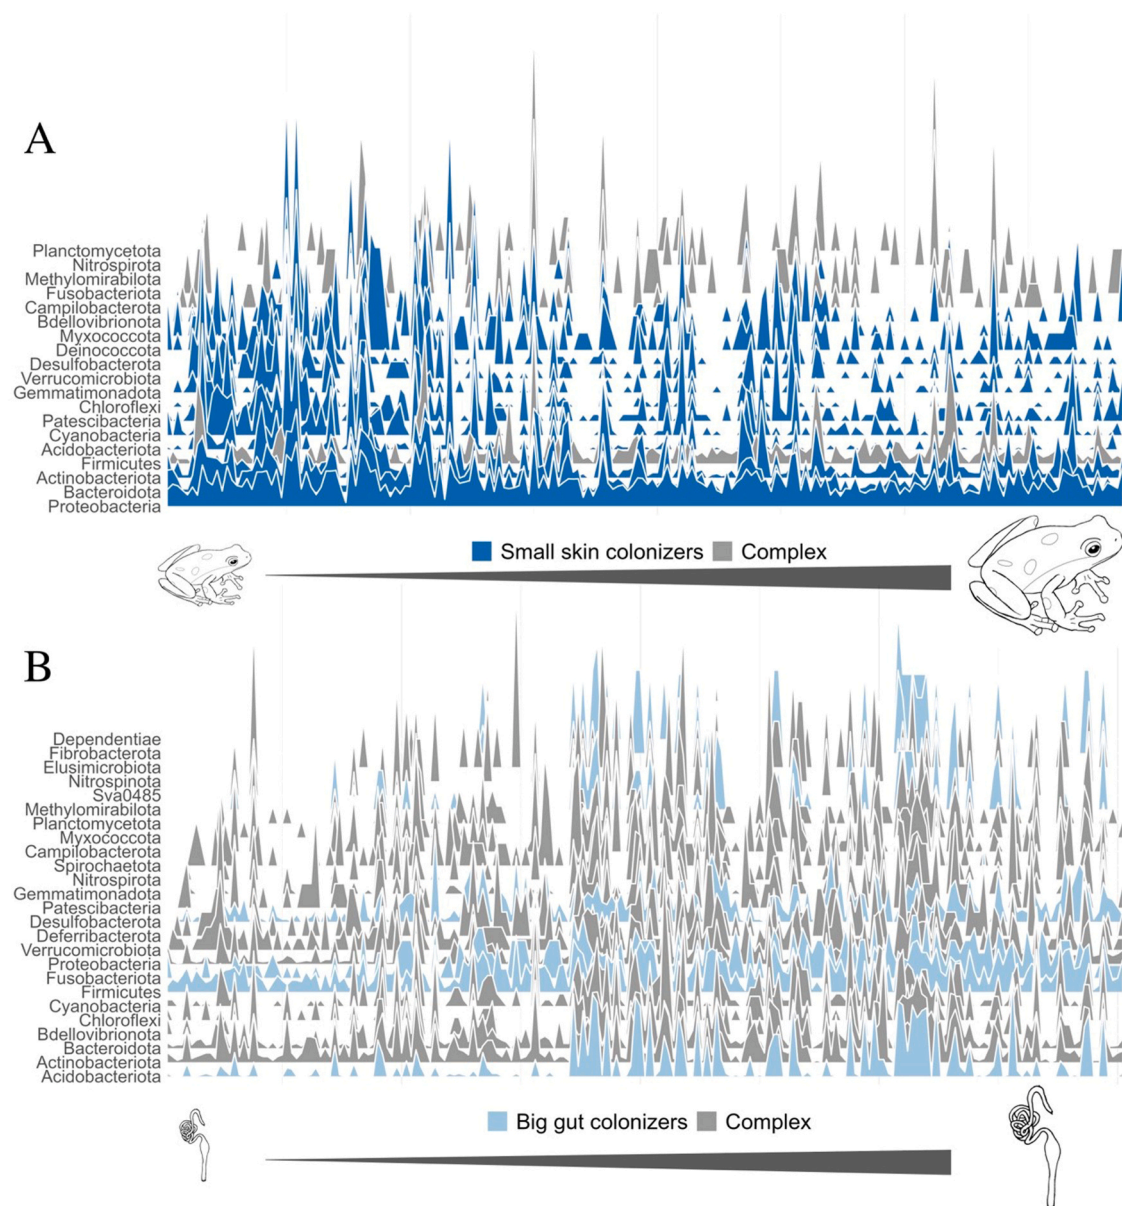 A
Planctomycetota
Nitrospirota
Methylomirabilota
Fusobacteriota
Campilobacterota
Bdellovibrionota
Myxococcota
Deinococcota
Desulfobacterota
Verrucomicrobiota
Gemmatimonadota
Chloroflexi
Patescibacteria
Cyanobacteria
Acidobacteriota
Firmicutes
Actinobacteriota
Bacteroidota
Proteobacteria
Small skin colonizers Complex
B
Dependentiae
Fibrobacterota
Elusimicrobiota
Nitrospinota
Sva0485
Methylomirabilota
Planctomycetota
Myxococcota
Campilobacterota
Spirochaetota
Nitrospirota
Gemmatimonadota
Patescibacteria
Desulfobacterota
Deferribacterota
Verrucomicrobiota
Proteobacteria
Fusobacteriota
Firmicutes
Cyanobacteria
Chloroflexi
Bdellovibrionota
Bacteroidota
Actinobacteriota
Acidobacteriota
Big gut colonizers Complex